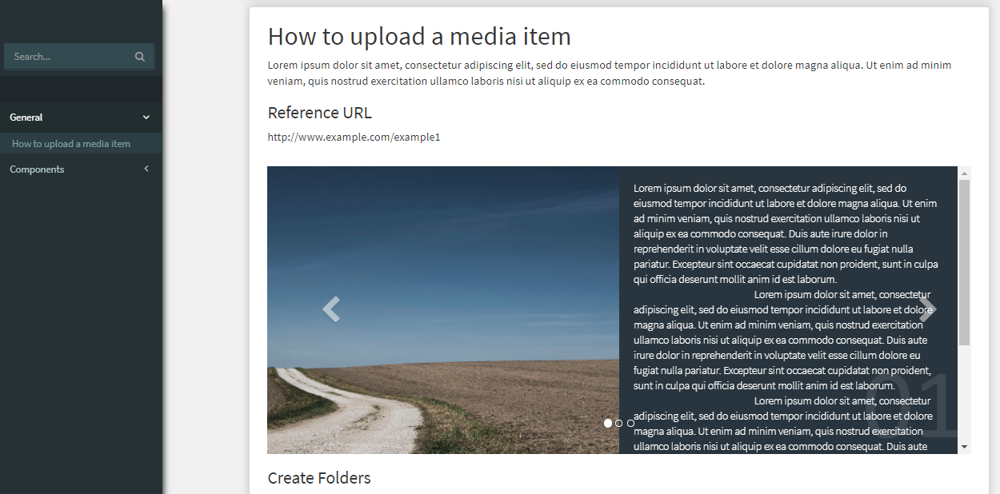 Search...
General
How to upload a media item
Components
How to upload a media item
Lorem ipsum dolor sit amet, consectetur adipiscing elit, sed do eiusmod tempor incididunt ut labore et dolore magna aliqua. Ut enim ad minim
veniam, quis nostrud exercitation ullamco laboris nisi ut aliquip ex ea commodo consequat.
Reference URL
http://www.example.com/example1
Lorem ipsum dolor sit amet, consectetur adipiscing elit, sed do
eiusmod tempor incididunt ut labore et dolore magna aliqua. Ut enim
ad minim veniam, quis nostrud exercitation ullamco laboris nisi ut
aliquip ex ea commodo consequat. Duis aute irure dolor in
reprehenderit in voluptate velit esse cillum dolore eu fugiat nulla
pariatur. Excepteur sint occaecat cupidatat non proident, sunt in culpa
qui officia deserunt mollit anim id est laborum.
Lorem ipsum dolor sit amet, consectetur
adipiscing elit, sed do eiusmod tempor incididunt ut labore et dolore
magna aliqua. Ut enim ad minim veniam, quis nostrud exercitation
ullamco laboris nisi ut aliquip ex ea commodo consequat. Duis aute
irure dolor in reprehenderit in voluptate velit esse cillum dolore eu
fugiat nulla pariatur. Excepteur sint occaecat cupidatat non proident,
sunt in culpa qui officia deserunt mollit anim id est laborum.
Lorem ipsum dolor sit amet, consectetur
adipiscing elit, sed do eiusmod tempor incididunt ut labore et dolore
magna aliqua. Ut enim ad minim veniam, quis nostrud exercitation
ullamco laboris nisi ut aliquip ex ea commodo consequat. Duis aute
01
Create Folders